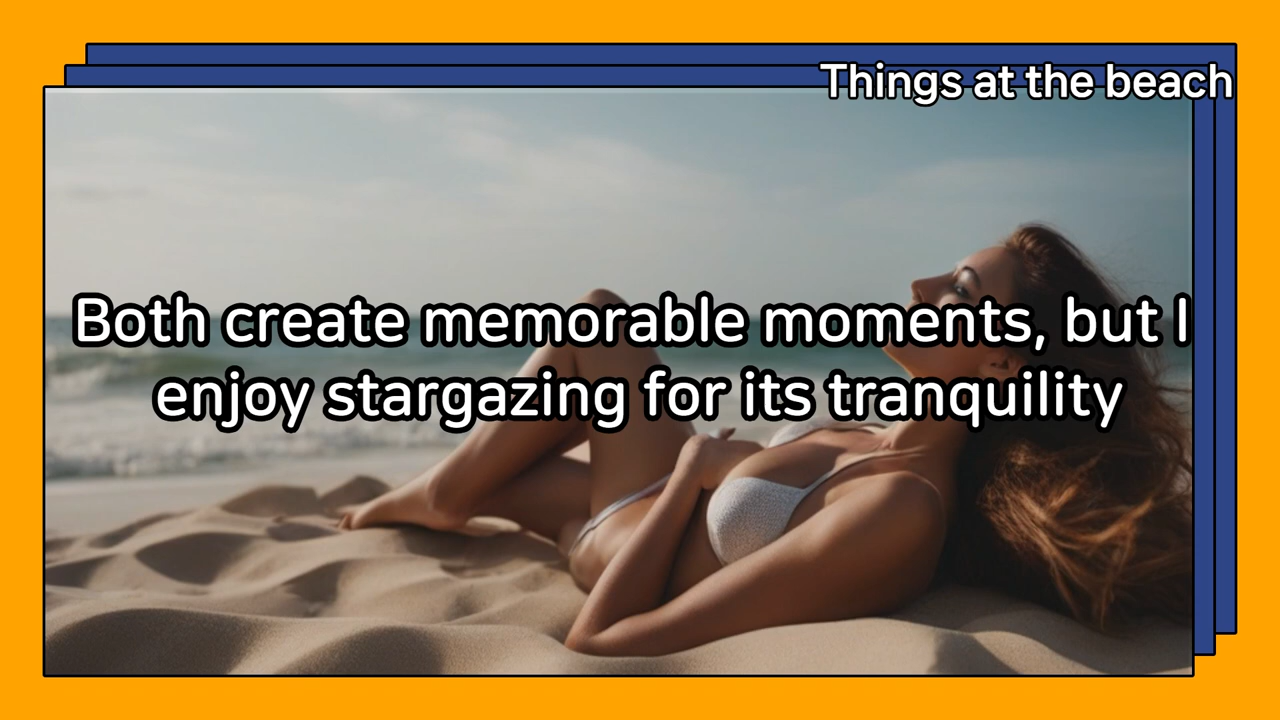 Things at the beach
Both create memorable moments, but I
enjoy stargazing for its tranquility